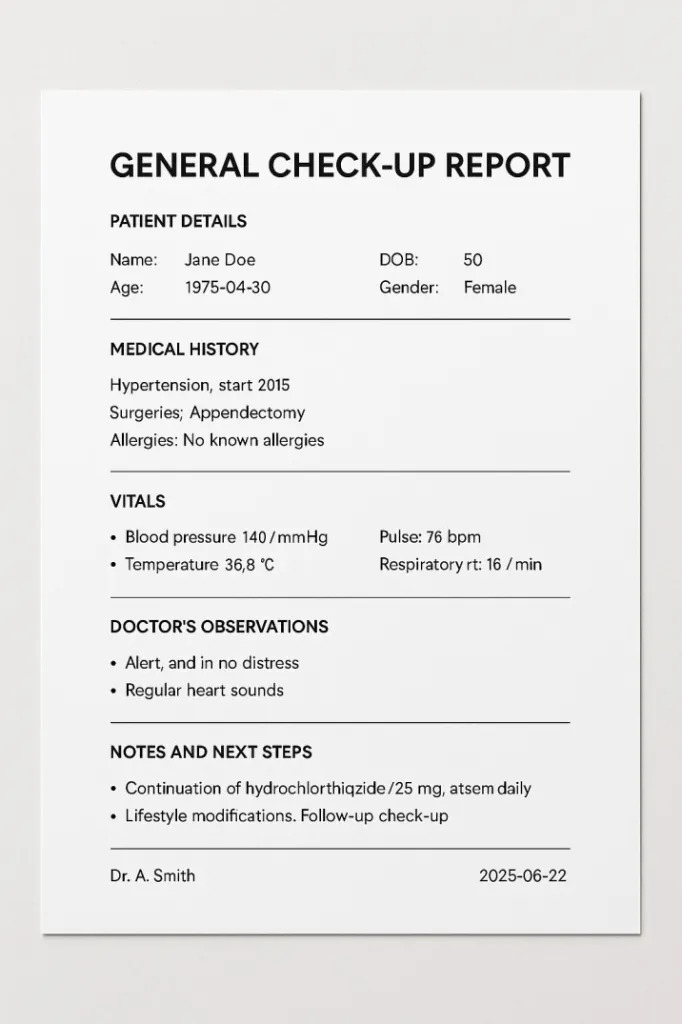 GENERAL CHECK-UP REPORT
PATIENT DETAILS
Name: Jane Doe DOB: 50
Age: 1975-04-30 Gender: Female
MEDICAL HISTORY
Hypertension, start 2015
Surgeries; Appendectomy
Allergies: No known allergies
VITALS
• Blood pressure 140/mmHg Pulse: 76 bpm
• Temperature 36,8 °C Respiratory rt: 16 /min
DOCTOR'S OBSERVATIONS
• Alert, and in no distress
• Regular heart sounds
NOTES AND NEXT STEPS
• Continuation of hydrochlorthiqzide/25 mg, atsem daily
• Lifestyle modifications. Follow-up check-up
Dr. A. Smith 2025-06-22